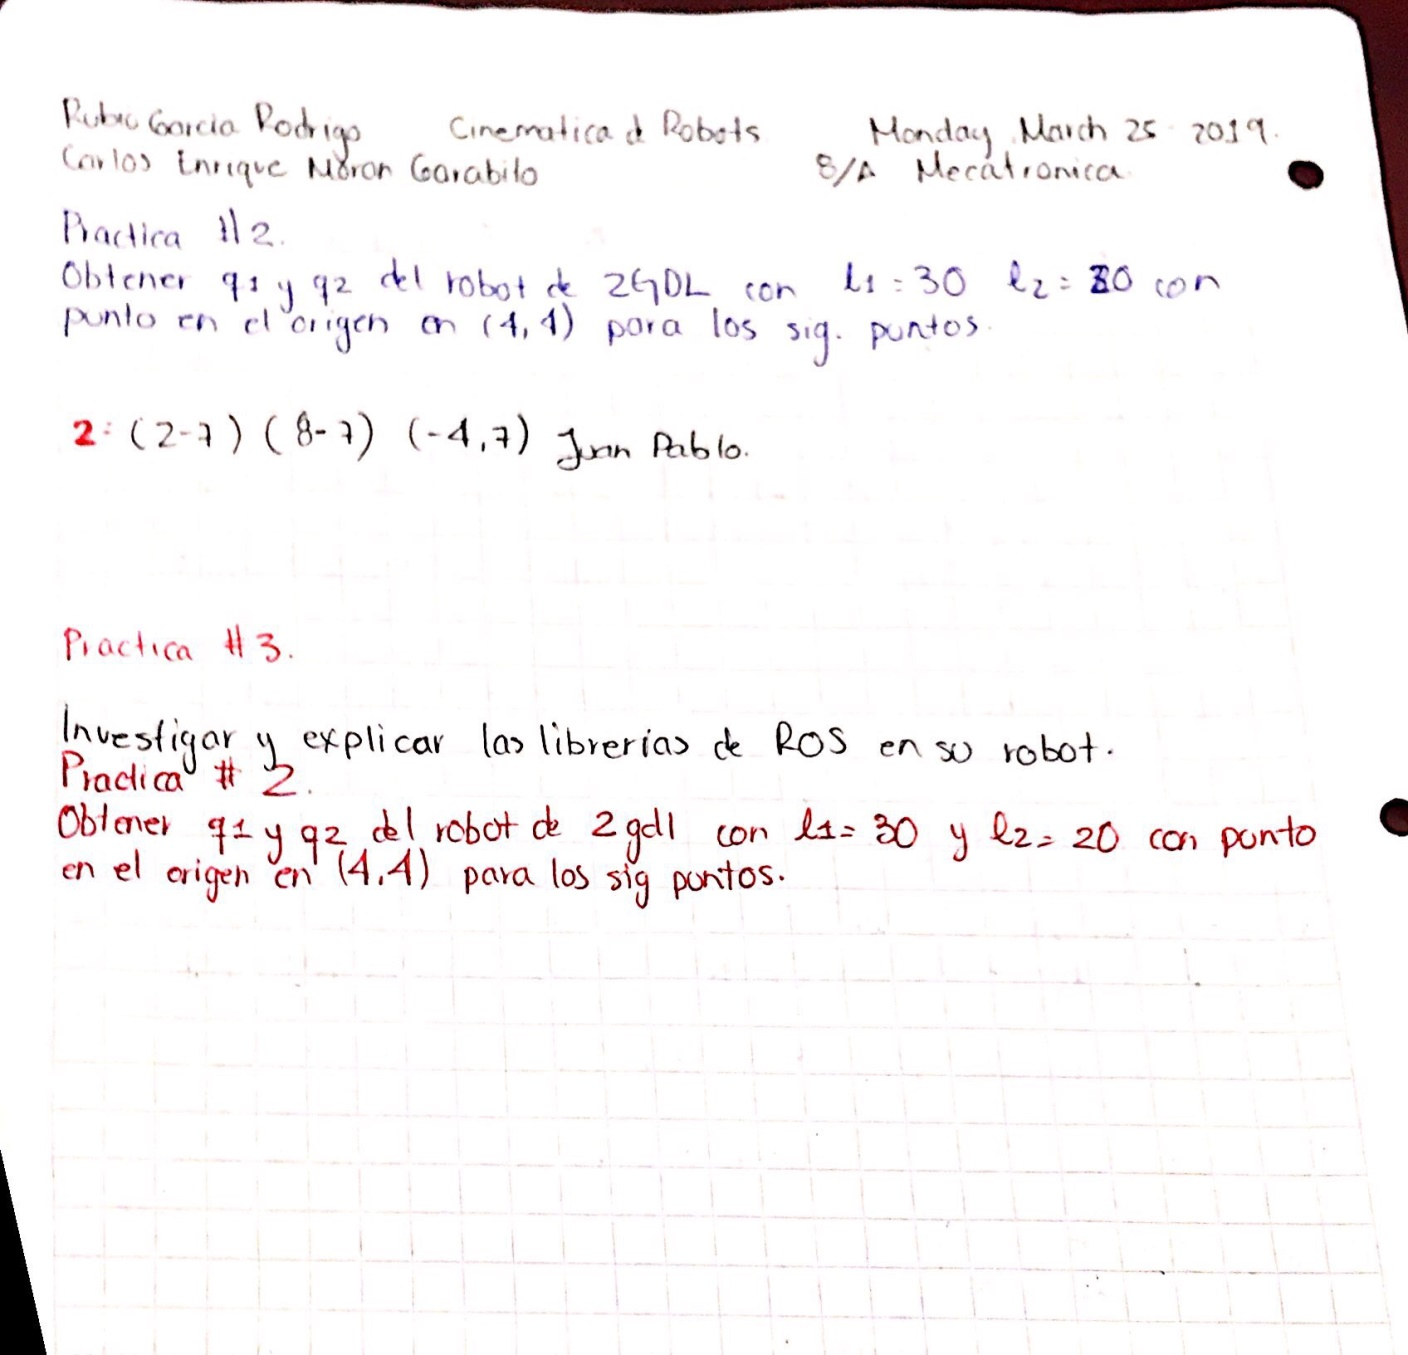 Rubio Garcia Rodrigo Cinematica d Robots Monday March 25 2019.
Carlos Enrique Moron Garabito 8/A Mecatronica
Practica #2.
Obtener q1 y q2 del robot de 2GDL con l1=30 l2=30 con
punto en el origen en (4,4) para los sig. puntos.
2: (2-7) (8-7) (-4,7) Juan Pablo.
Practica #3.
Investigar y explicar las librerias de ROS en su robot.
Practica # 2.
Obtener q1 y q2 del robot de 2gdl con l1=30 y l2=20 con punto
en el origen en (4,4) para los sig puntos.